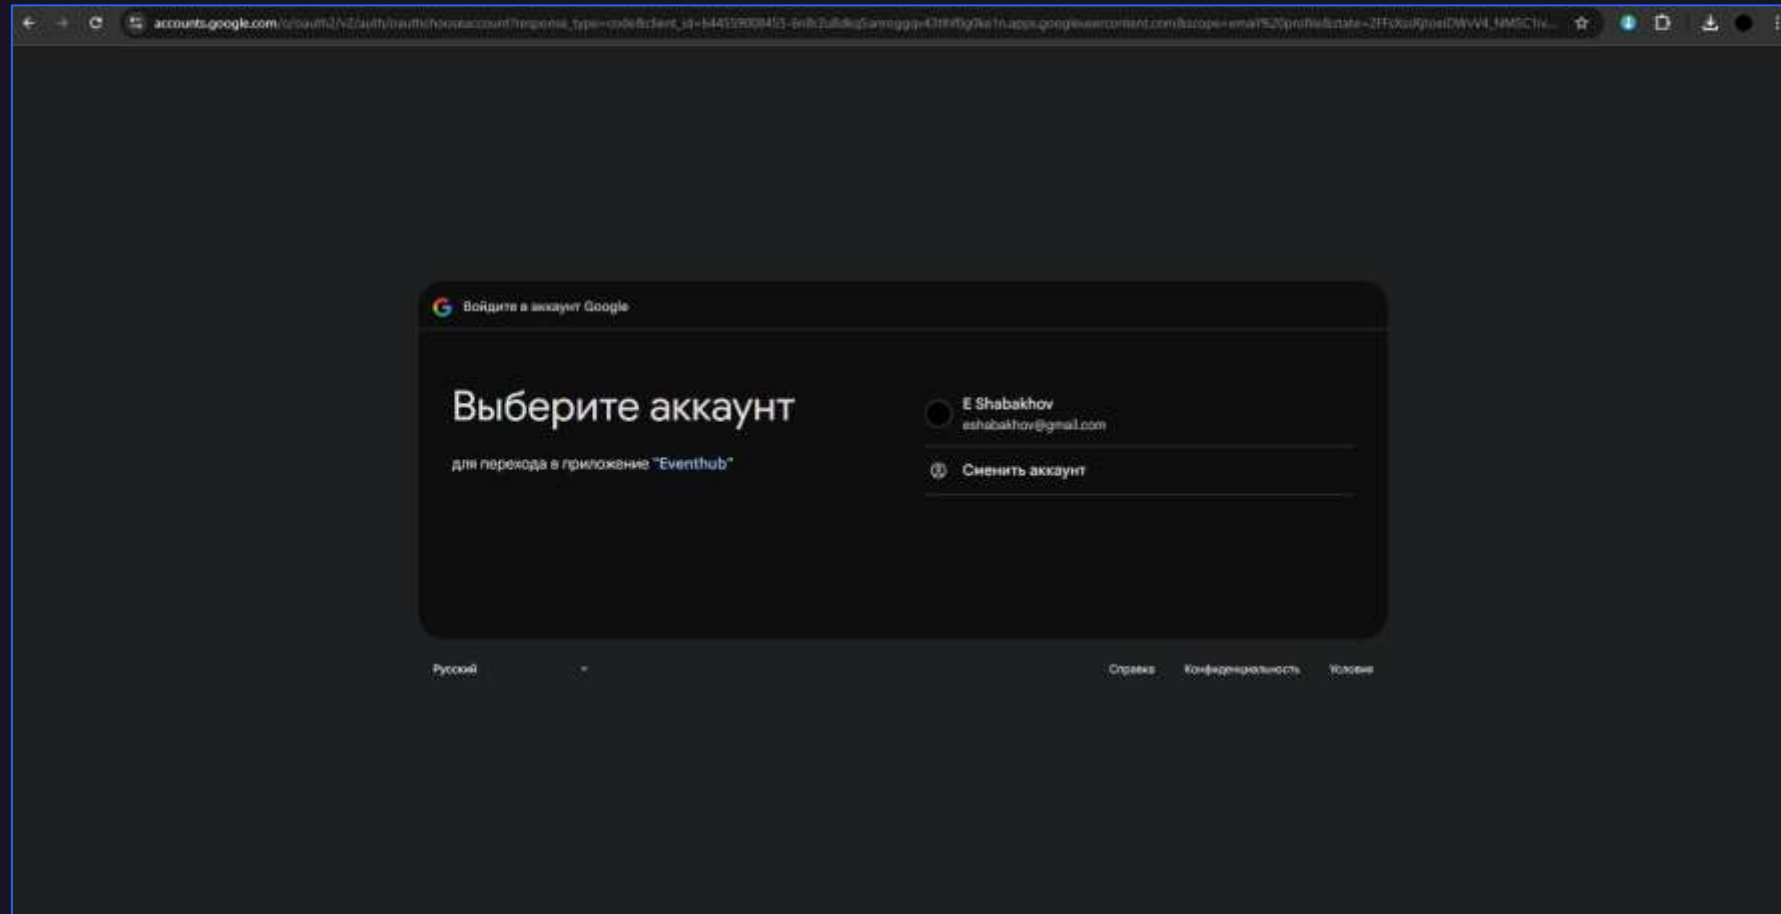 accounts.google.com
Войдите в аккаунт Google
Выберите аккаунт
для перехода в приложение "Eventhub"
E Shabakhov
eshabakhov@gmail.com
Сменить аккаунт
Русский
Справка Конфиденциальность Условия